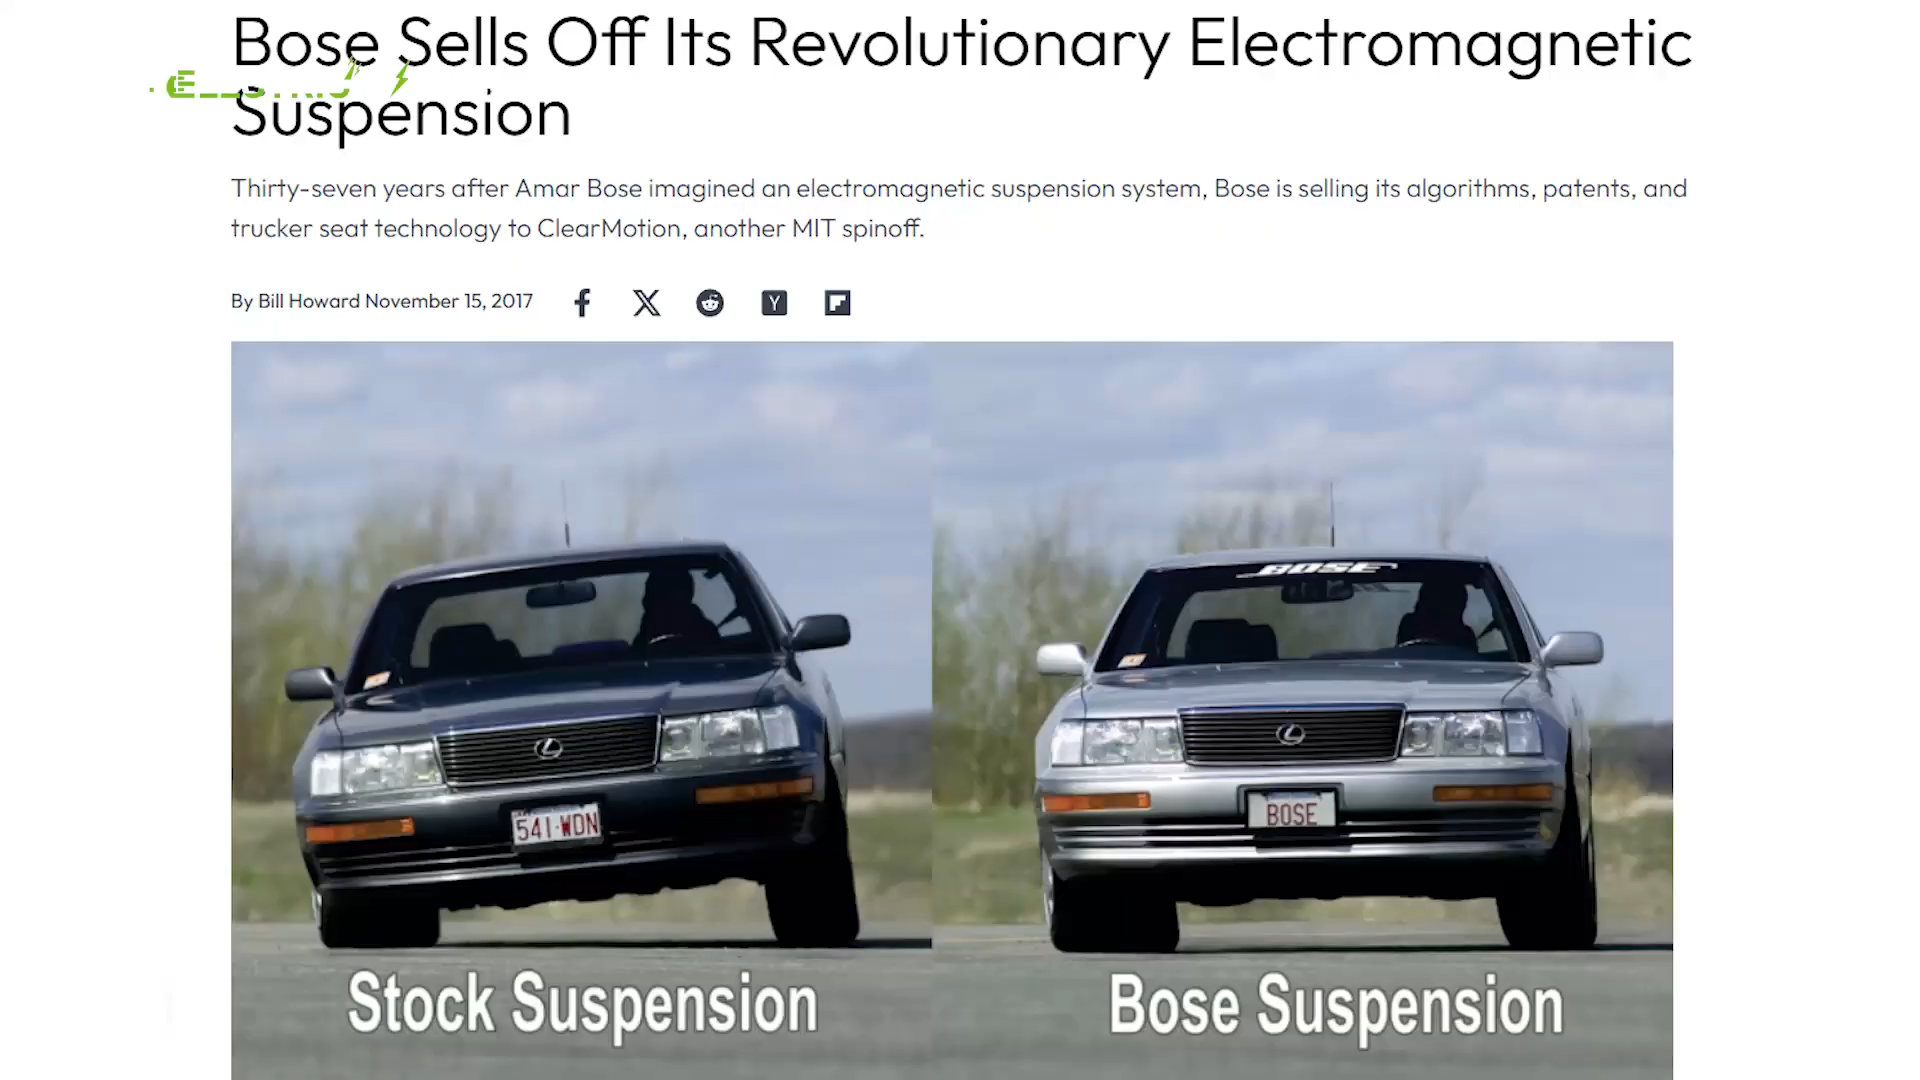 Bose Sells Off Its Revolutionary Electromagnetic
Suspension
Thirty-seven years after Amar Bose imagined an electromagnetic suspension system, Bose is selling its algorithms, patents, and
trucker seat technology to ClearMotion, another MIT spinoff.
By Bill Howard November 15, 2017
BOSE
541·WDN
BOSE
Stock Suspension
Bose Suspension